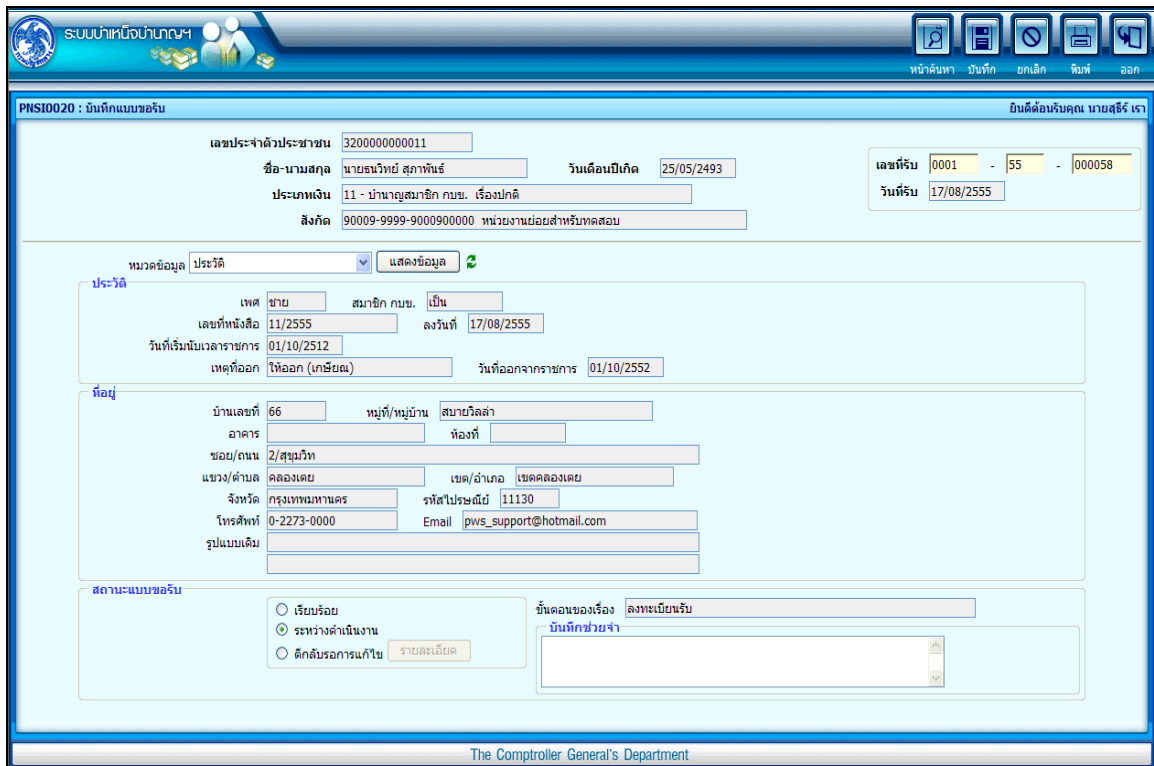 ระบบบำเหน็จบำนาญฯ
หน้าค้นหา บันทึก ยกเลิก พิมพ์ ออก
PNSI0020 : บันทึกแบบขอรับ ยินดีต้อนรับคุณ นายสุธีร์ เรา
เลขประจำตัวประชาชน 3200000000011
ชื่อ-นามสกุล นายธนวิทย์ สุภาพันธ์ วันเดือนปีเกิด 25/05/2493 เลขที่รับ 0001 - 55 - 000058
ประเภทเงิน 11 - บำนาญสมาชิก กบข. เรื่องปกติ วันที่รับ 17/08/2555
สังกัด 90009-9999-9000900000 หน่วยงานย่อยสำหรับทดสอบ
หมวดข้อมูล ประวัติ แสดงข้อมูล
ประวัติ
เพศ ชาย สมาชิก กบข. เป็น
เลขที่หนังสือ 11/2555 ลงวันที่ 17/08/2555
วันที่เริ่มนับเวลาราชการ 01/10/2512
เหตุที่ออก ให้ออก (เกษียณ) วันที่ออกจากราชการ 01/10/2552
ที่อยู่
บ้านเลขที่ 66 หมู่ที่/หมู่บ้าน สบายวิลล่า
อาคาร ห้องที่
ซอย/ถนน 2/สุขุมวิท
แขวง/ตำบล คลองเตย เขต/อำเภอ เขตคลองเตย
จังหวัด กรุงเทพมหานคร รหัสไปรษณีย์ 11130
โทรศัพท์ 0-2273-0000 Email pws_support@hotmail.com
รูปแบบเดิม
สถานะแบบขอรับ
เรียบร้อย ขั้นตอนของเรื่อง ลงทะเบียนรับ
ระหว่างดำเนินงาน บันทึกช่วยจำ
ตีกลับรอการแก้ไข รายละเอียด
The Comptroller General's Department